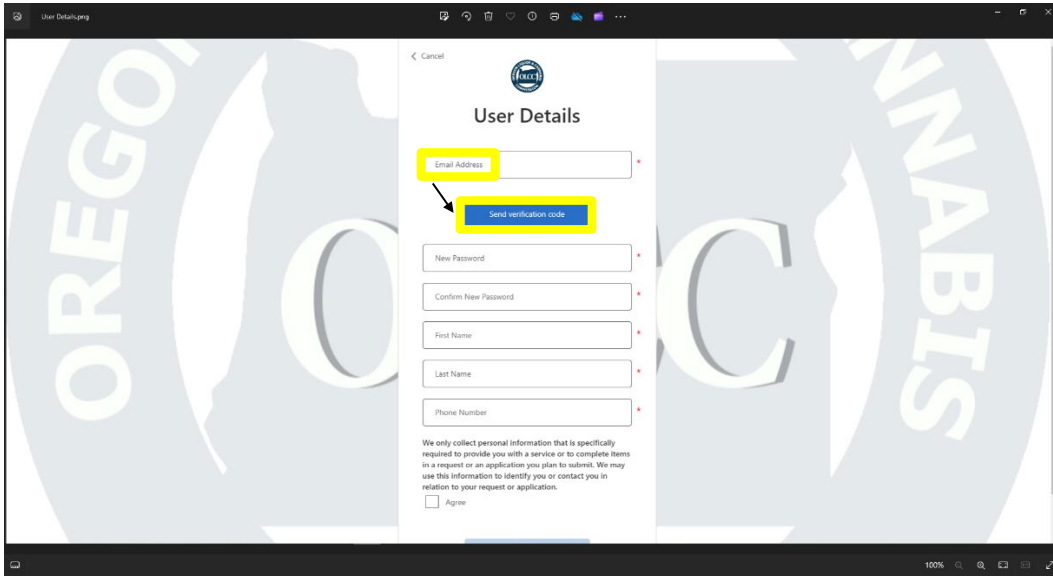 User Details.png
Cancel
OLCC
User Details
Email Address *
Send verification code
New Password *
Confirm New Password *
First Name *
Last Name *
Phone Number *
We only collect personal information that is specifically
required to provide you with a service or to complete items
in a request or an application you plan to submit. We may
use this information to identify you or contact you in
relation to your request or application.
Agree
OREGON
NNABIS
100%